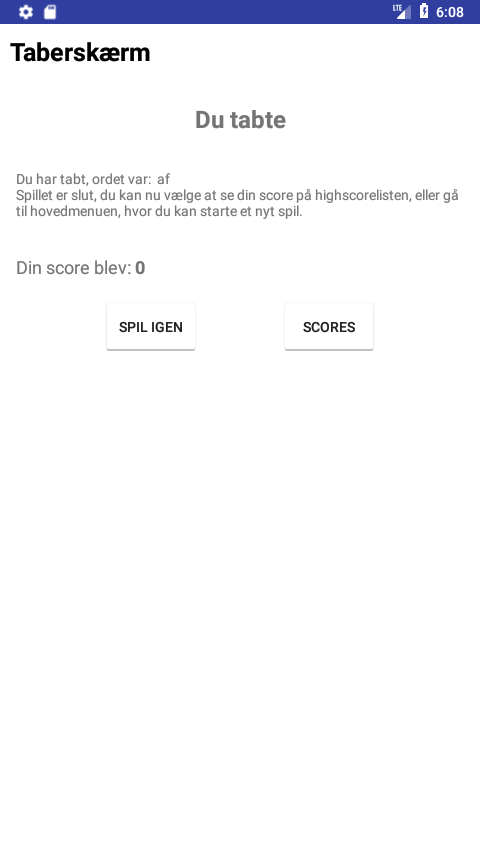 LTE 6:08
Taberskærm
Du tabte
Du har tabt, ordet var: af
Spillet er slut, du kan nu vælge at se din score på highscorelisten, eller gå
til hovedmenuen, hvor du kan starte et nyt spil.
Din score blev: 0
SPIL IGEN SCORES